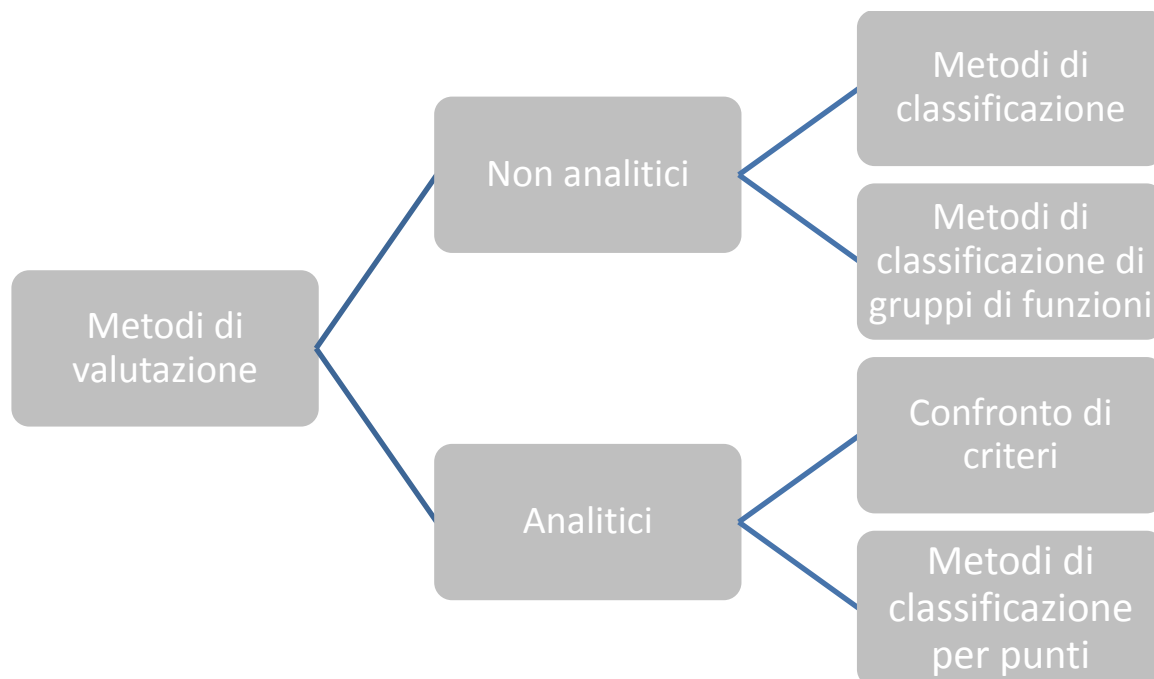 Metodi di
valutazione
Non analitici
Metodi di
classificazione
Metodi di
classificazione di
gruppi di funzioni
Analitici
Confronto di
criteri
Metodi di
classificazione
per punti